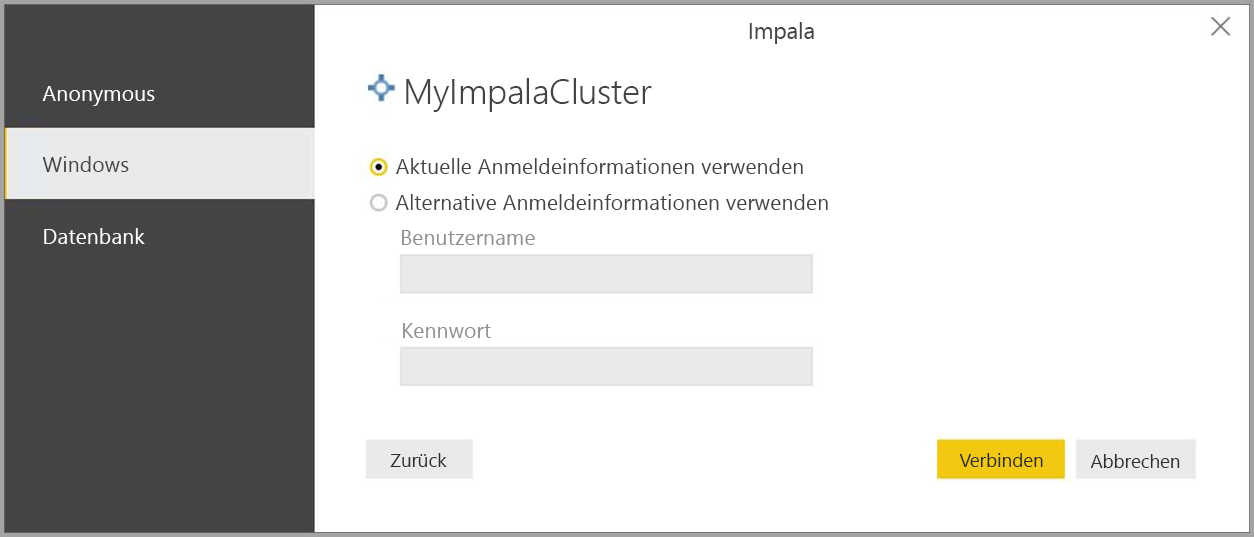 Impala
Anonymous
Windows
Datenbank
MyImpalaCluster
Aktuelle Anmeldeinformationen verwenden
Alternative Anmeldeinformationen verwenden
Benutzername
Kennwort
Zurück
Verbinden
Abbrechen